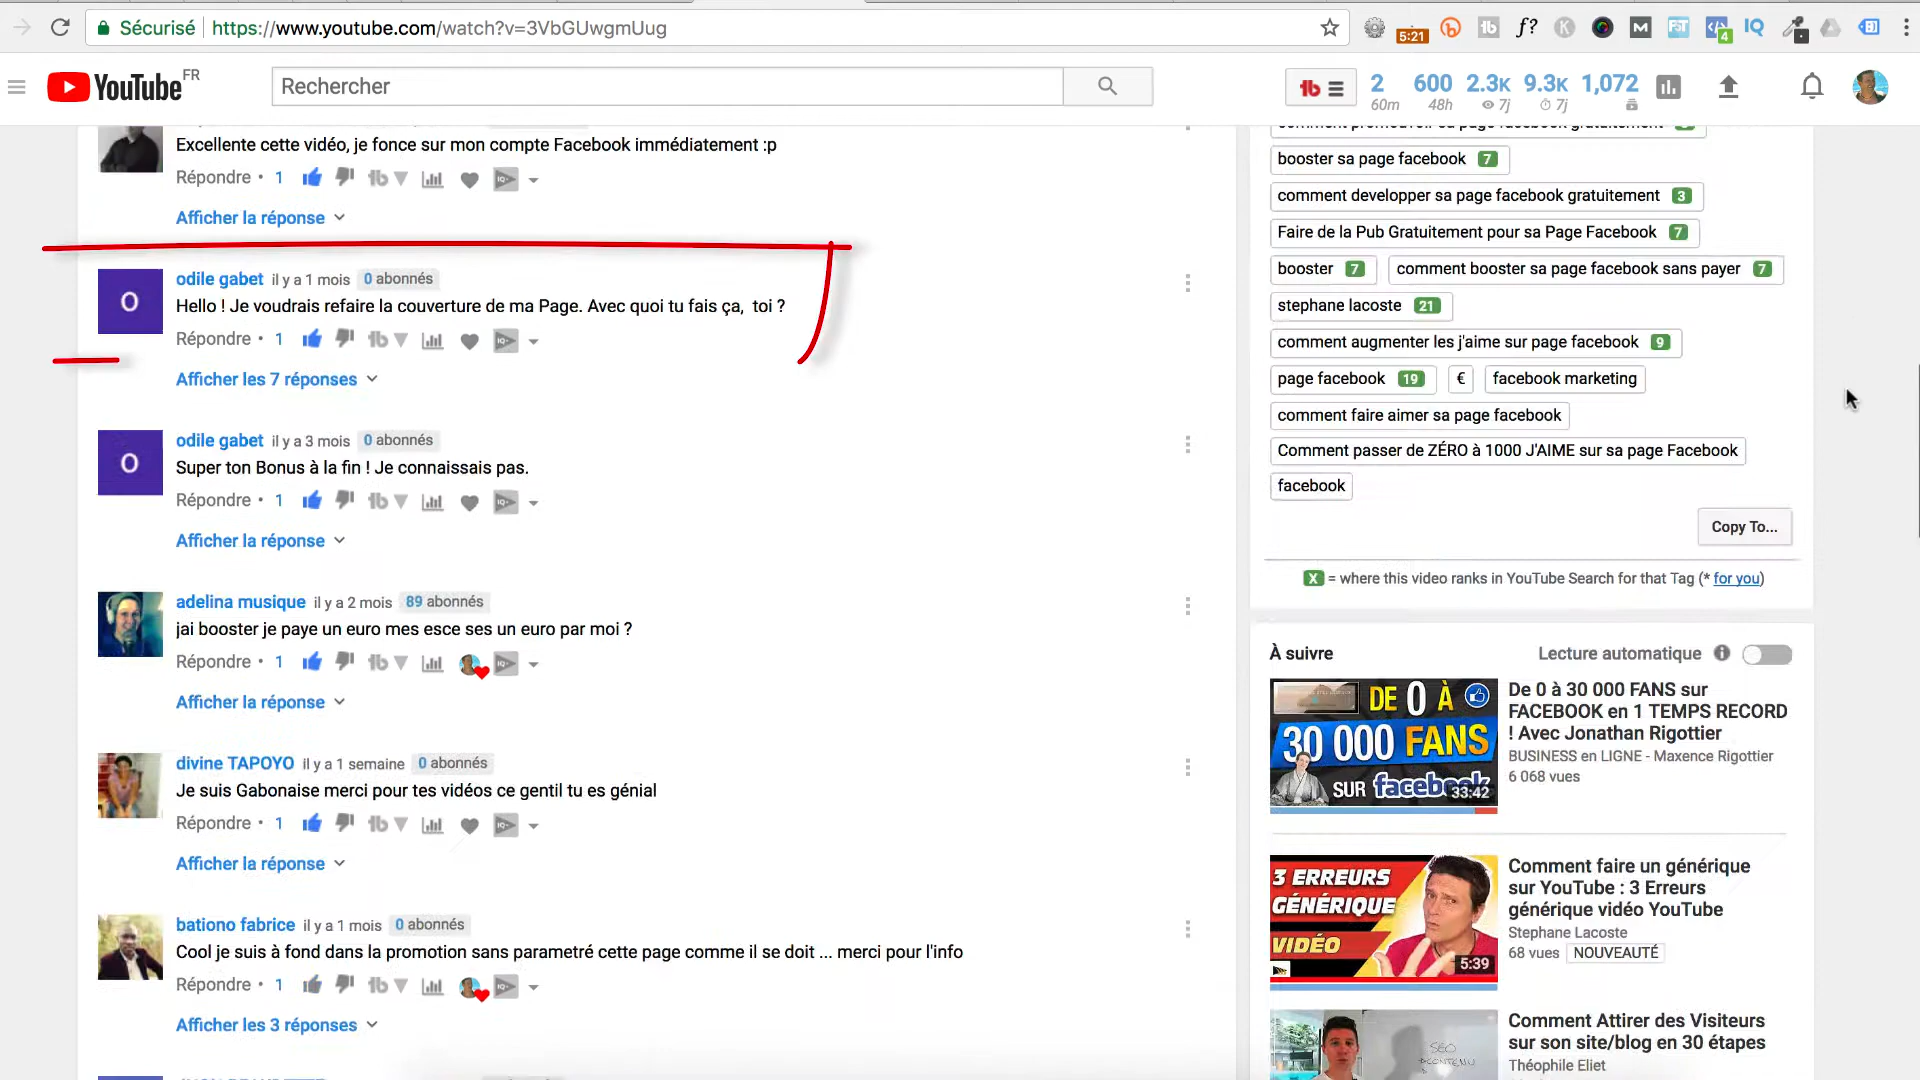 Sécurisé https://www.youtube.com/watch?v=3VbGUwgmUug
5:21
f?
M
4
IQ
YouTube FR
Rechercher
2 600 2.3K 9.3K 1,072
60m 48h 7j 7j
Excellente cette vidéo, je fonce sur mon compte Facebook immédiatement :p
Répondre • 1
Afficher la réponse
O
odile gabet il y a 1 mois 0 abonnés
Hello ! Je voudrais refaire la couverture de ma Page. Avec quoi tu fais ça, toi ?
Répondre • 1
Afficher les 7 réponses
O
odile gabet il y a 3 mois 0 abonnés
Super ton Bonus à la fin ! Je connaissais pas.
Répondre • 1
Afficher la réponse
adelina musique il y a 2 mois 89 abonnés
jai booster je paye un euro mes esce ses un euro par moi ?
Répondre • 1
Afficher la réponse
divine TAPOYO il y a 1 semaine 0 abonnés
Je suis Gabonaise merci pour tes vidéos ce gentil tu es génial
Répondre • 1
Afficher la réponse
bationo fabrice il y a 1 mois 0 abonnés
Cool je suis à fond dans la promotion sans parametré cette page comme il se doit ... merci pour l'info
Répondre • 1
Afficher les 3 réponses
comment promouvoir sa page facebook gratuitement
booster sa page facebook 7
comment developper sa page facebook gratuitement 3
Faire de la Pub Gratuitement pour sa Page Facebook 7
booster 7 comment booster sa page facebook sans payer 7
stephane lacoste 21
comment augmenter les j'aime sur page facebook 9
page facebook 19 € facebook marketing
comment faire aimer sa page facebook
Comment passer de ZÉRO à 1000 J'AIME sur sa page Facebook
facebook
Copy To...
X = where this video ranks in YouTube Search for that Tag (* for you)
À suivre Lecture automatique
DE 0 À
30 000 FANS
SUR facebook
33:42
De 0 à 30 000 FANS sur
FACEBOOK en 1 TEMPS RECORD
! Avec Jonathan Rigottier
BUSINESS en LIGNE - Maxence Rigottier
6 068 vues
3 ERREURS
GÉNÉRIQUE
VIDÉO
5:39
Comment faire un générique
sur YouTube : 3 Erreurs
générique vidéo YouTube
Stephane Lacoste
68 vues NOUVEAUTÉ
SEO
CONTENU
Comment Attirer des Visiteurs
sur son site/blog en 30 étapes
Théophile Eliet